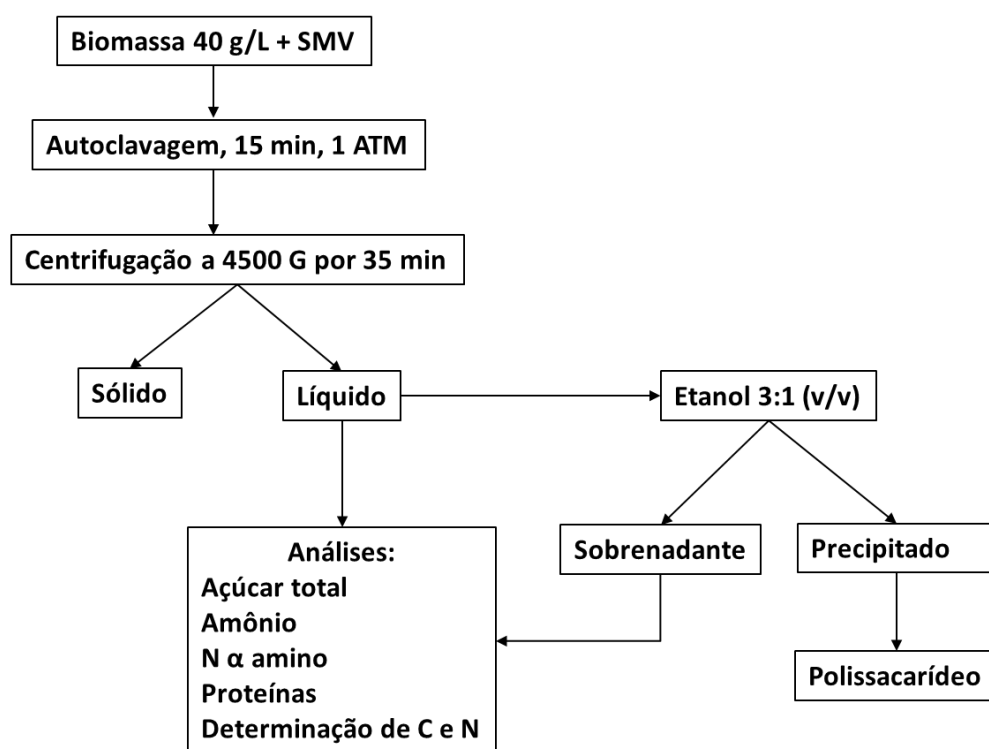 Biomassa 40 g/L + SMV
Autoclavagem, 15 min, 1 ATM
Centrifugação a 4500 G por 35 min
Sólido
Líquido
Etanol 3:1 (v/v)
Análises:
Açúcar total
Amônio
N α amino
Proteínas
Determinação de C e N
Sobrenadante
Precipitado
Polissacarídeo